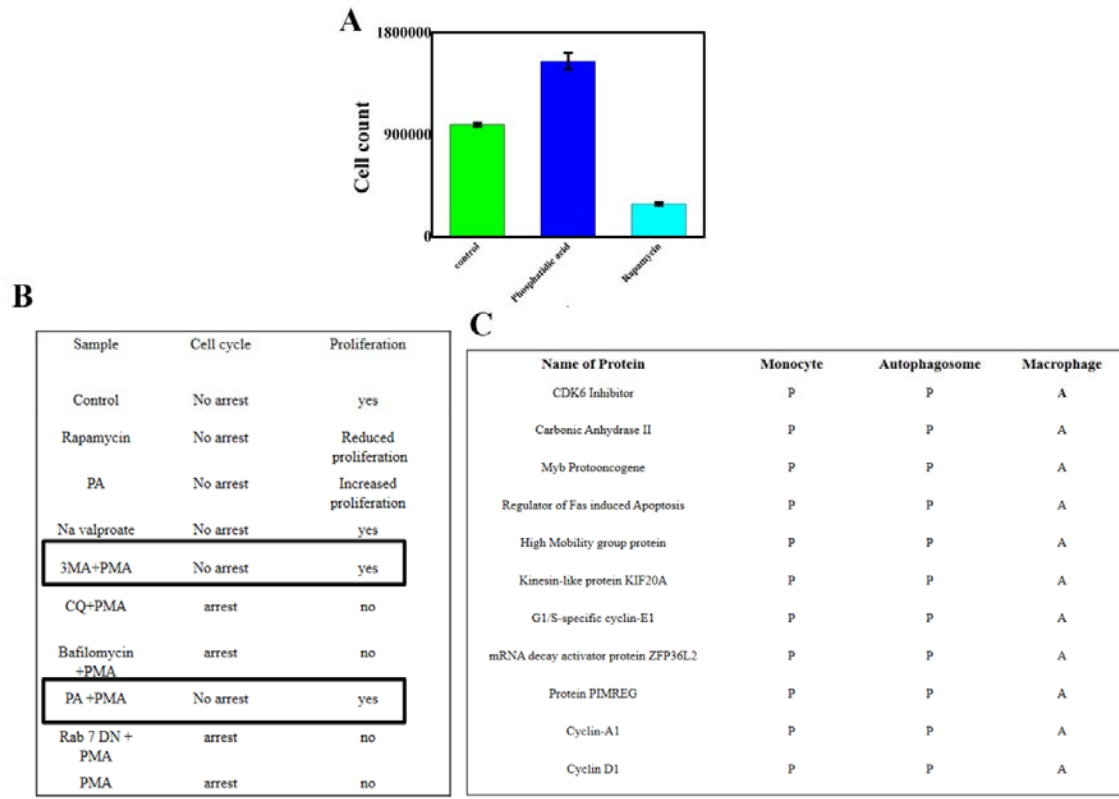 A
1800000
900000
0
Cell count
control
Phosphatidic acid
Rapamycin
B
Sample Cell cycle Proliferation
Control No arrest yes
Rapamycin No arrest Reduced
proliferation
PA No arrest Increased
proliferation
Na valproate No arrest yes
3MA+PMA No arrest yes
CQ+PMA arrest no
Bafilomycin
+PMA arrest no
PA +PMA No arrest yes
Rab 7 DN +
PMA arrest no
PMA arrest no
C
Name of Protein Monocyte Autophagosome Macrophage
CDK6 Inhibitor P P A
Carbonic Anhydrase II P P A
Myb Protooncogene P P A
Regulator of Fas induced Apoptosis P P A
High Mobility group protein P P A
Kinesin-like protein KIF20A P P A
G1/S-specific cyclin-E1 P P A
mRNA decay activator protein ZFP36L2 P P A
Protein PIMREG P P A
Cyclin-A1 P P A
Cyclin D1 P P A